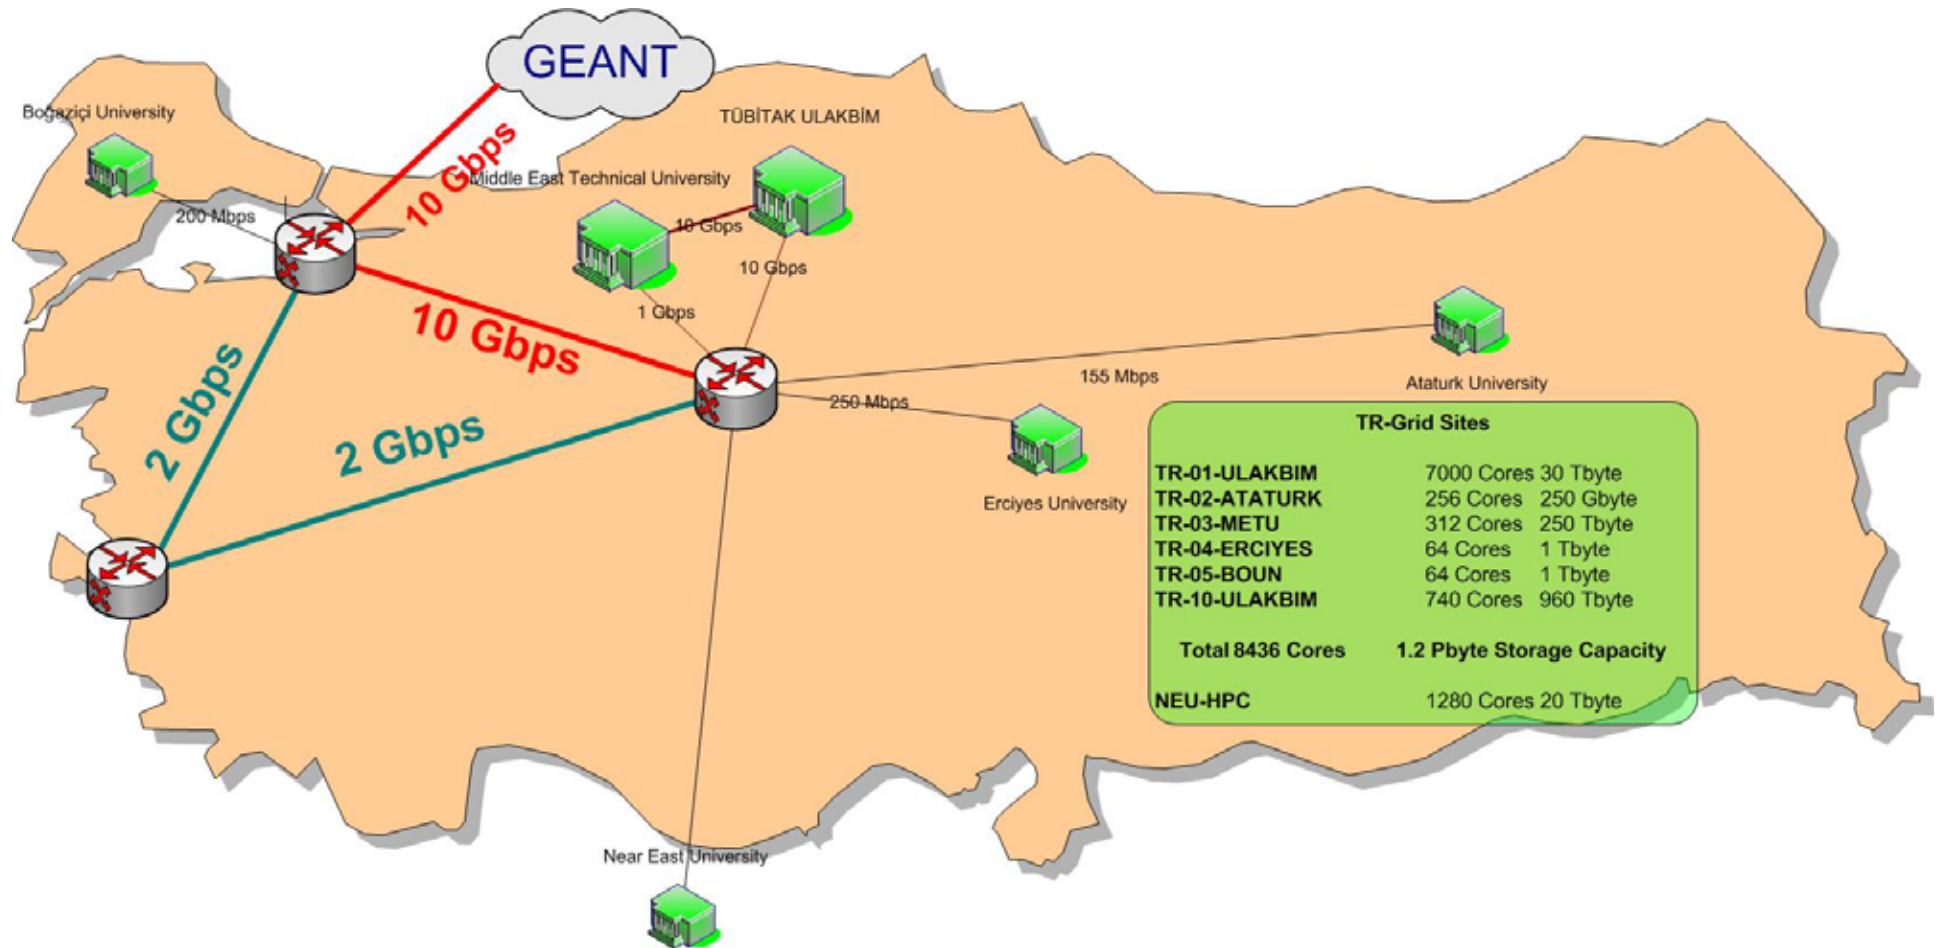 GEANT
Boğaziçi University
TÜBİTAK ULAKBİM
10 Gbps
Middle East Technical University
200 Mbps
10 Gbps
10 Gbps
1 Gbps
10 Gbps
2 Gbps
2 Gbps
155 Mbps
250 Mbps
Ataturk University
Erciyes University
TR-Grid Sites
TR-01-ULAKBIM 7000 Cores 30 Tbyte
TR-02-ATATURK 256 Cores 250 Gbyte
TR-03-METU 312 Cores 250 Tbyte
TR-04-ERCIYES 64 Cores 1 Tbyte
TR-05-BOUN 64 Cores 1 Tbyte
TR-10-ULAKBIM 740 Cores 960 Tbyte
Total 8436 Cores 1.2 Pbyte Storage Capacity
NEU-HPC 1280 Cores 20 Tbyte
Near East University